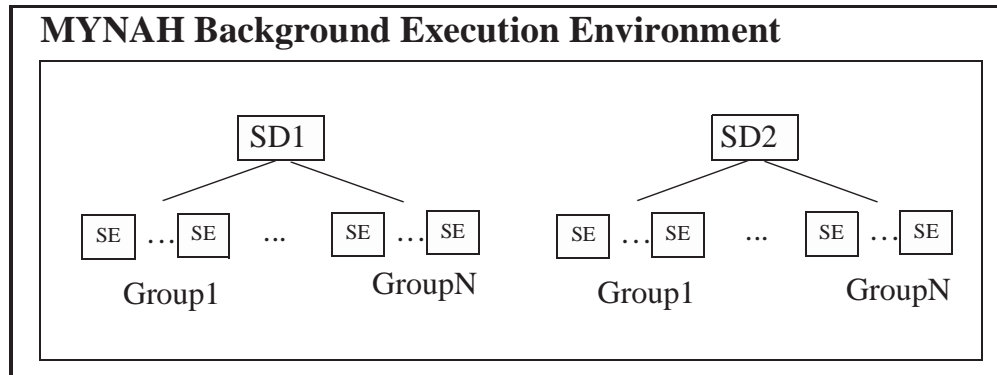 MYNAH Background Execution Environment
SD1 SD2
SE ... SE ... SE ... SE SE ... SE ... SE ... SE
Group1 GroupN Group1 GroupN